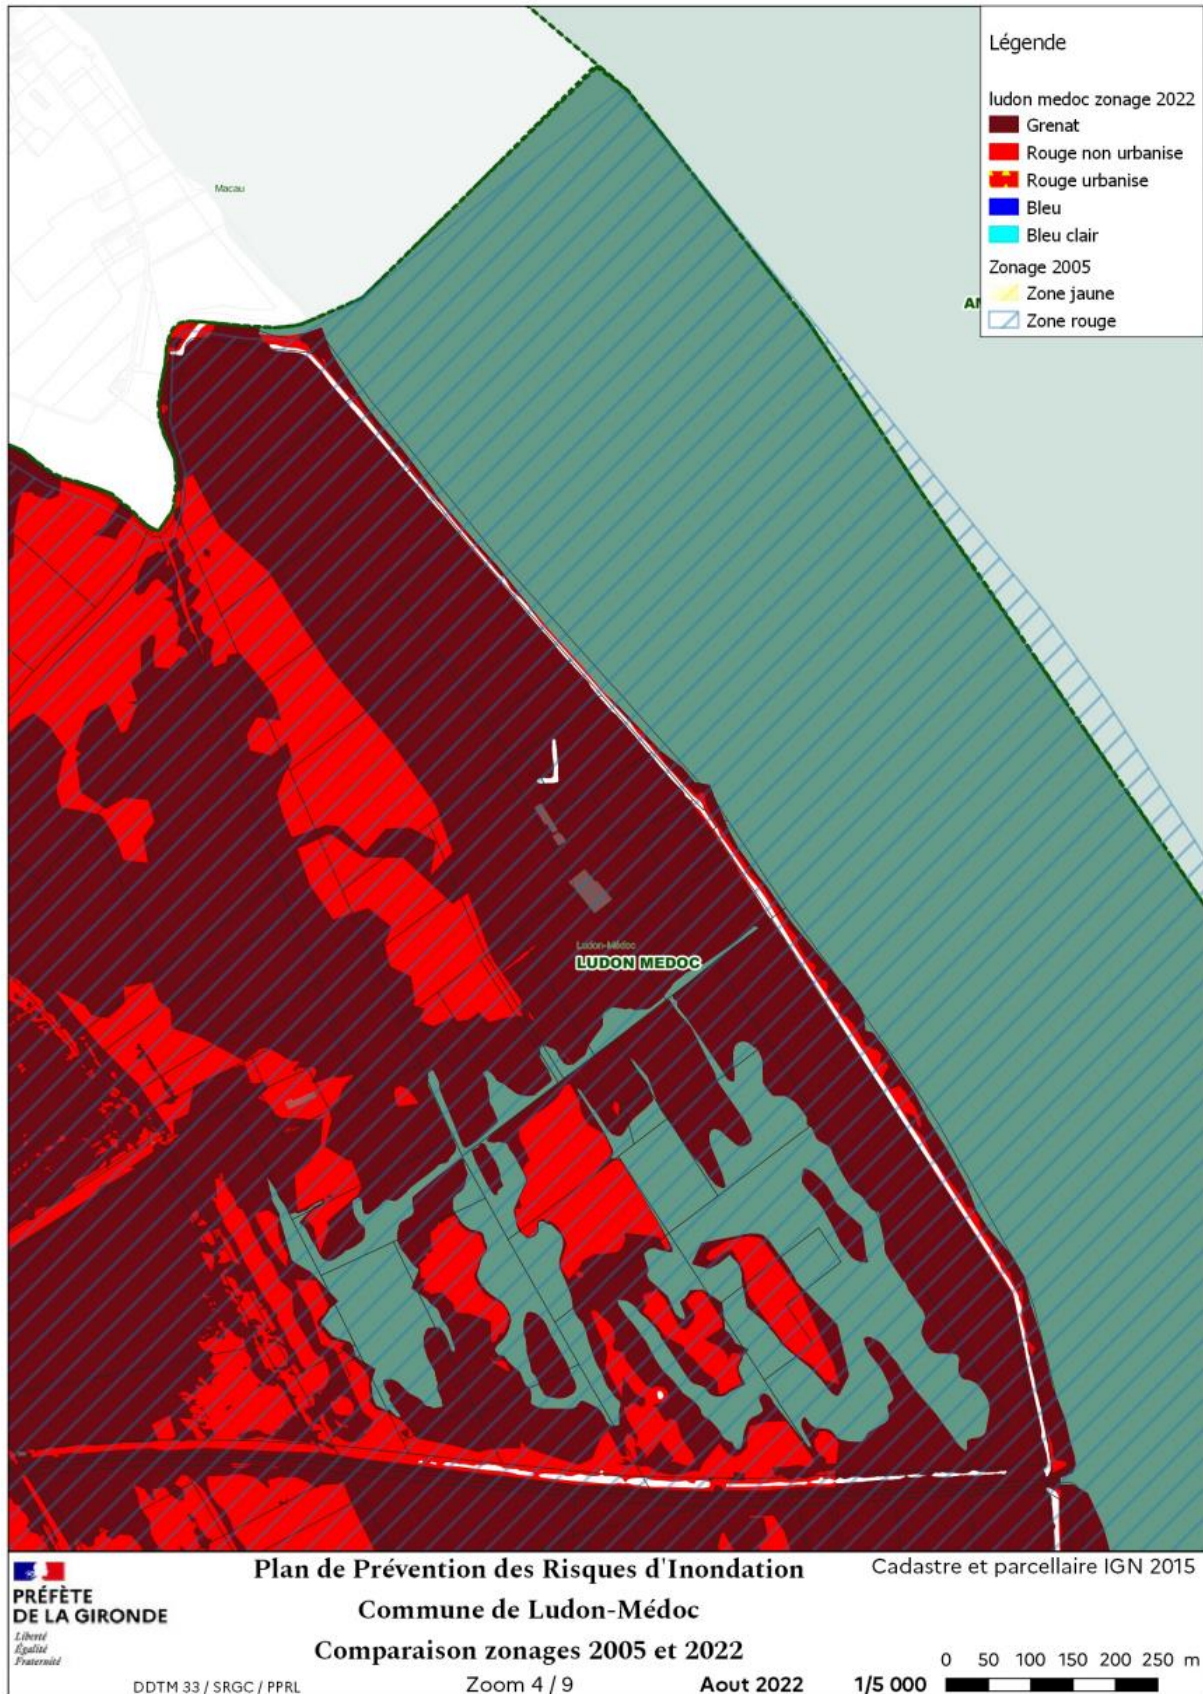 Légende
ludon medoc zonage 2022
Grenat
Rouge non urbanise
Rouge urbanise
Bleu
Bleu clair
Zonage 2005
Zone jaune
Zone rouge
Macau
Ludon-Médoc
LUDON MEDOC
PRÉFÈTE
DE LA GIRONDE
Liberté
Égalité
Fraternité
Plan de Prévention des Risques d'Inondation
Commune de Ludon-Médoc
Comparaison zonages 2005 et 2022
Cadastre et parcellaire IGN 2015
DDTM 33 / SRGC / PPRL
Zoom 4 / 9
Aout 2022
1/5 000
0 50 100 150 200 250 m